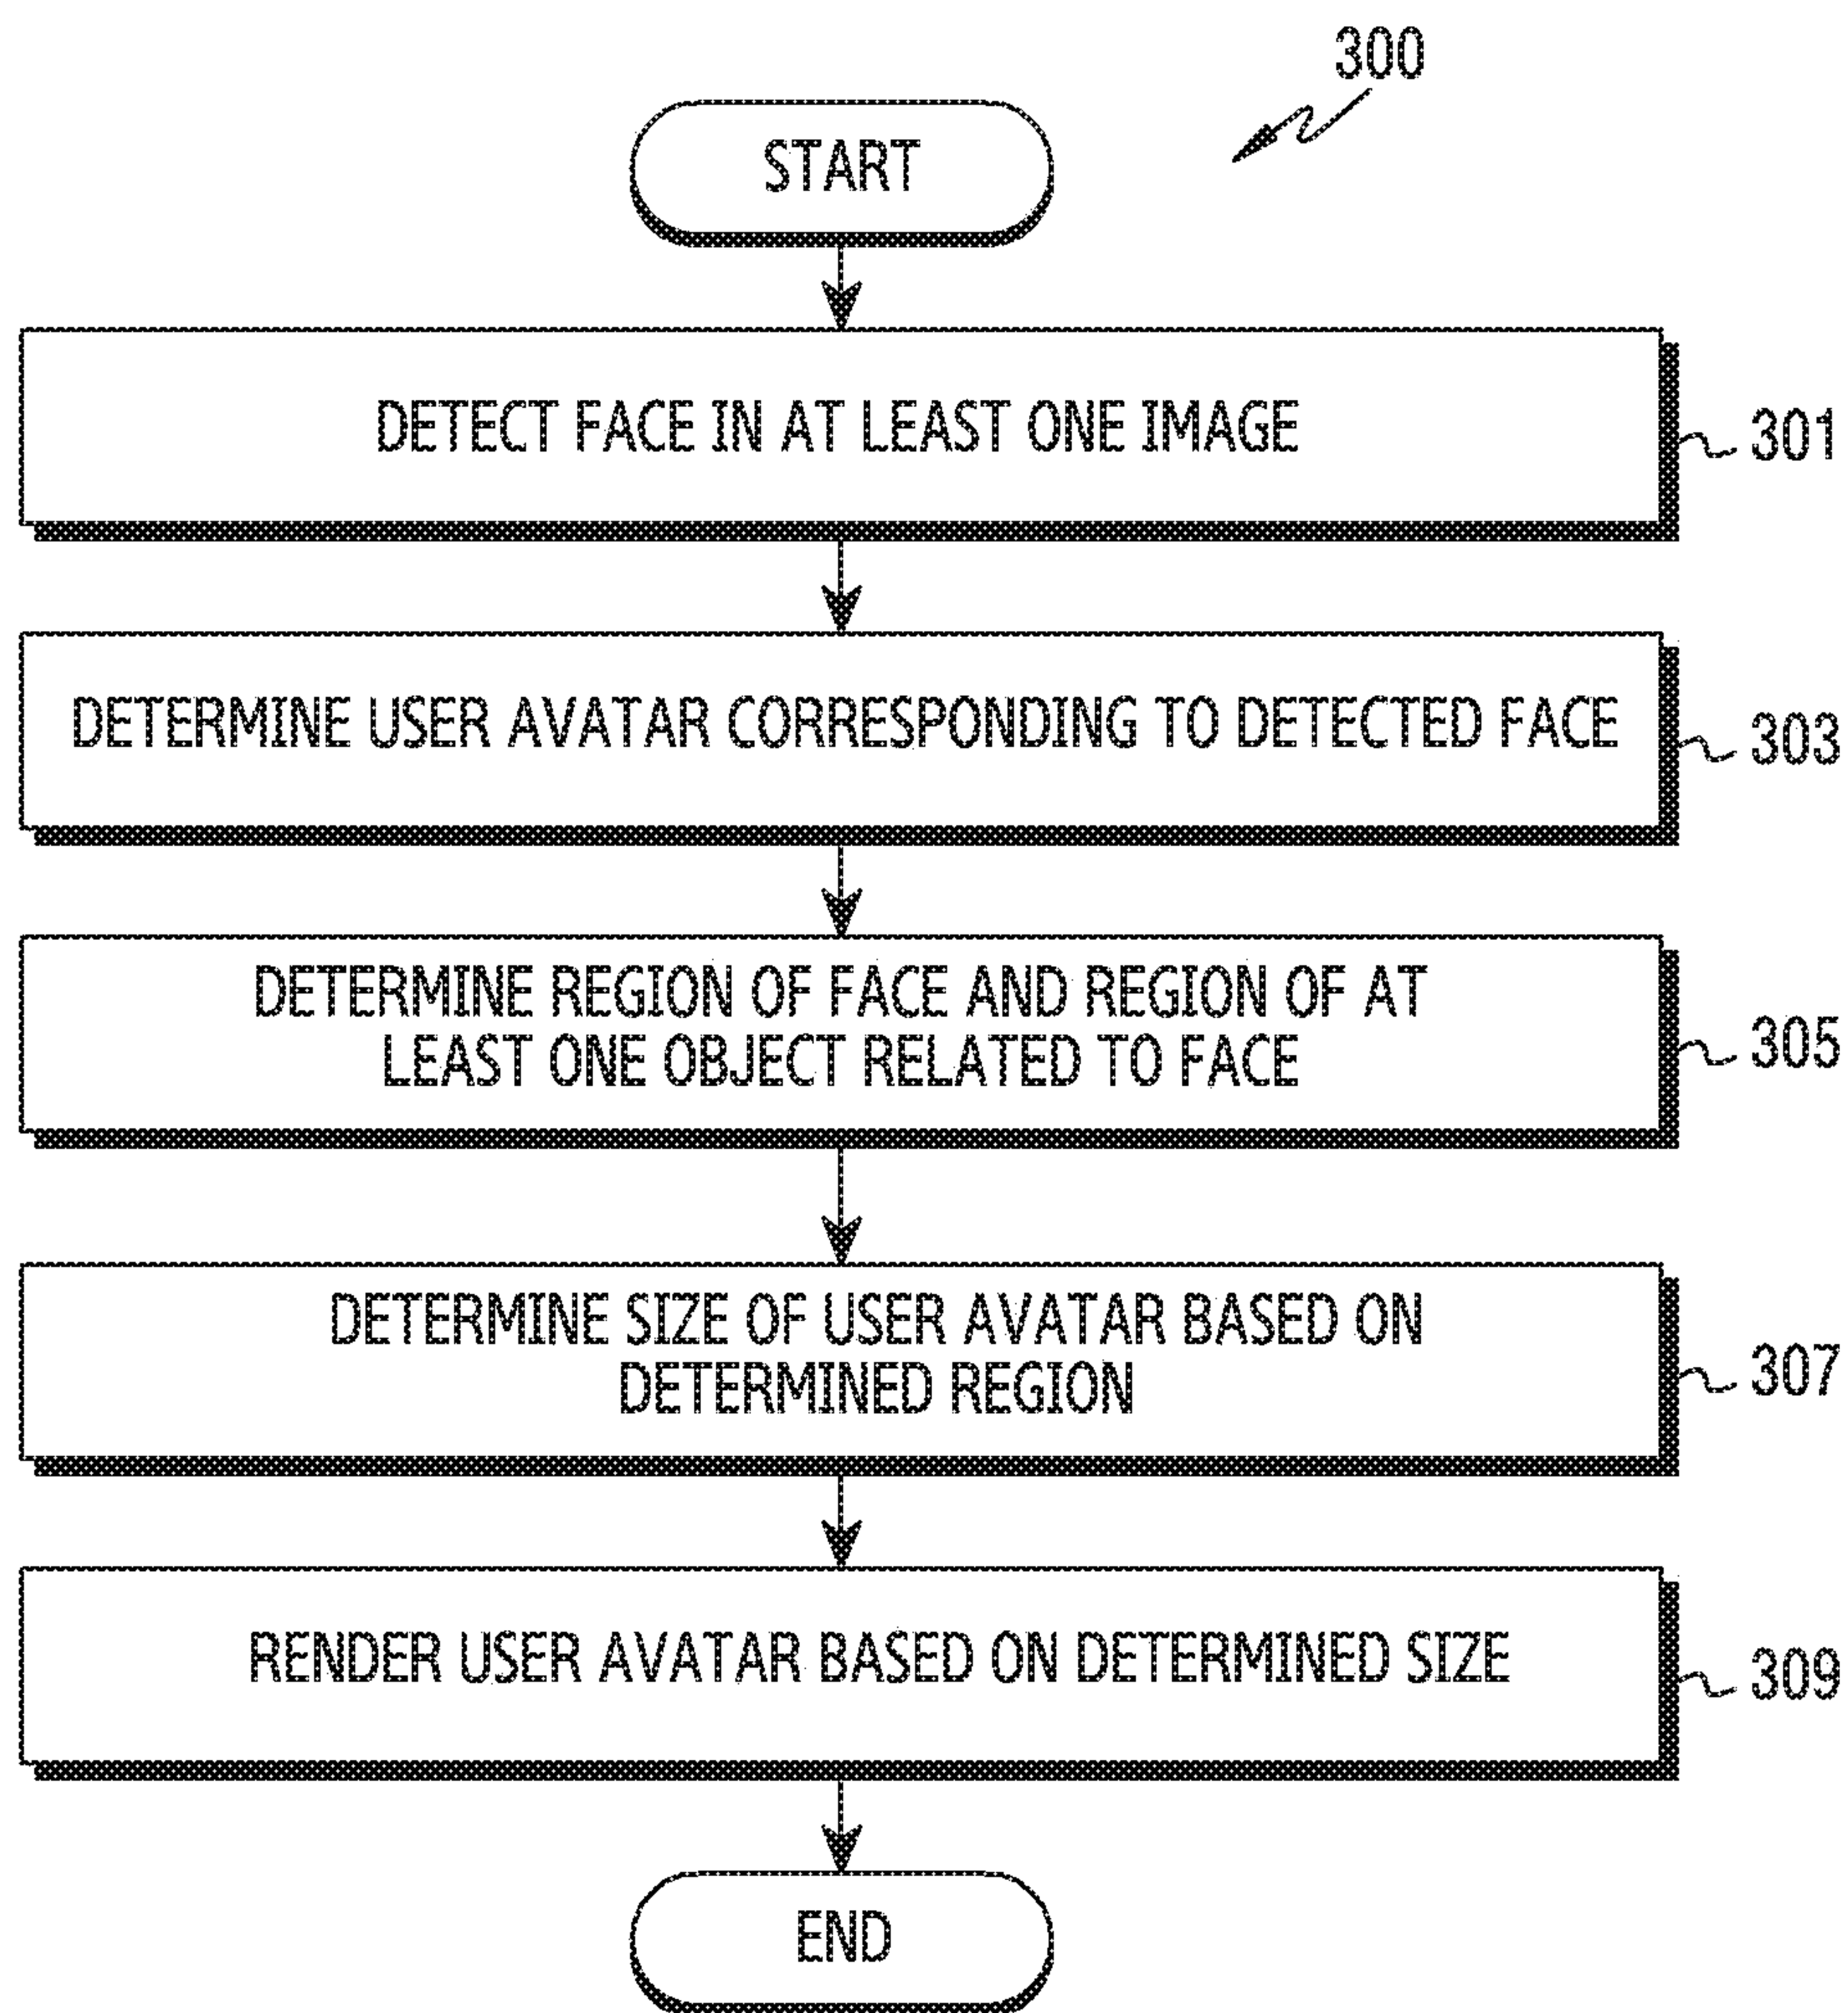 300
START
DETECT FACE IN AT LEAST ONE IMAGE
301
DETERMINE USER AVATAR CORRESPONDING TO DETECTED FACE
303
DETERMINE REGION OF FACE AND REGION OF AT
LEAST ONE OBJECT RELATED TO FACE
305
DETERMINE SIZE OF USER AVATAR BASED ON
DETERMINED REGION
307
RENDER USER AVATAR BASED ON DETERMINED SIZE
309
END